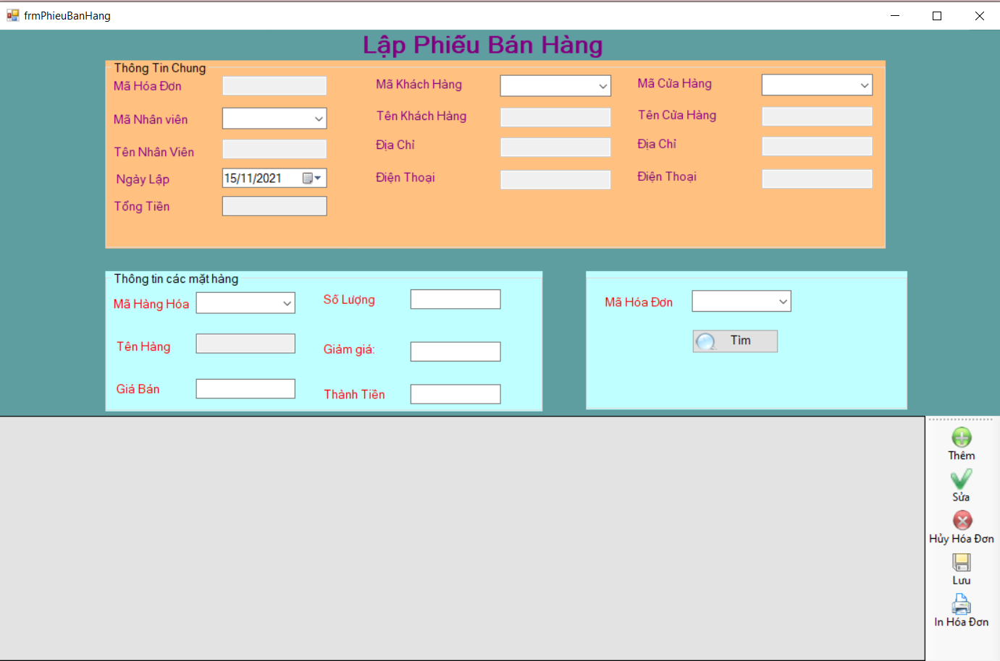 frmPhieuBanHang
Lập Phiếu Bán Hàng
Thông Tin Chung
Mã Hóa Đơn
Mã Nhân viên
Tên Nhân Viên
Ngày Lập
15/11/2021
Tổng Tiền
Mã Khách Hàng
Tên Khách Hàng
Địa Chỉ
Điện Thoại
Mã Cửa Hàng
Tên Cửa Hàng
Địa Chỉ
Điện Thoại
Thông tin các mặt hàng
Mã Hàng Hóa
Tên Hàng
Giá Bán
Số Lượng
Giảm giá:
Thành Tiền
Mã Hóa Đơn
Tìm
Thêm
Sửa
Hủy Hóa Đơn
Lưu
In Hóa Đơn